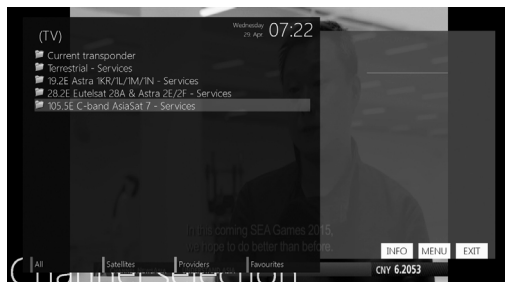 (TV)
Wednesday
29. Apr. 07:22
Current transponder
Terrestrial - Services
19.2E Astra 1KR/1L/1M/1N - Services
28.2E Eutelsat 28A & Astra 2E/2F - Services
105.5E C-band AsiaSat 7 - Services
In this coming SEA Games 2015,
we hope to do better than before.
INFO MENU EXIT
All Satellites Providers Favourites
Channel selection
CNY 6.2053